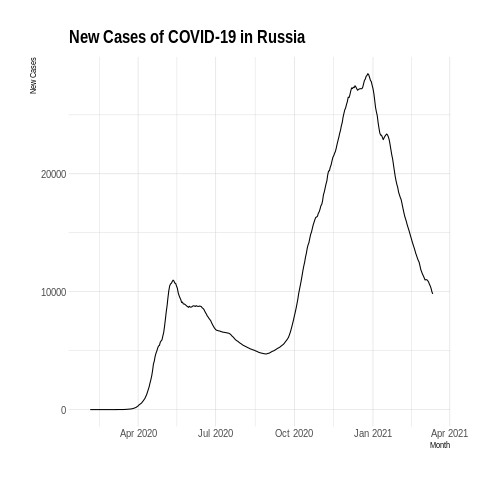 New Cases of COVID-19 in Russia
New Cases
20000
10000
0
Apr 2020 Jul 2020 Oct 2020 Jan 2021 Apr 2021
Month